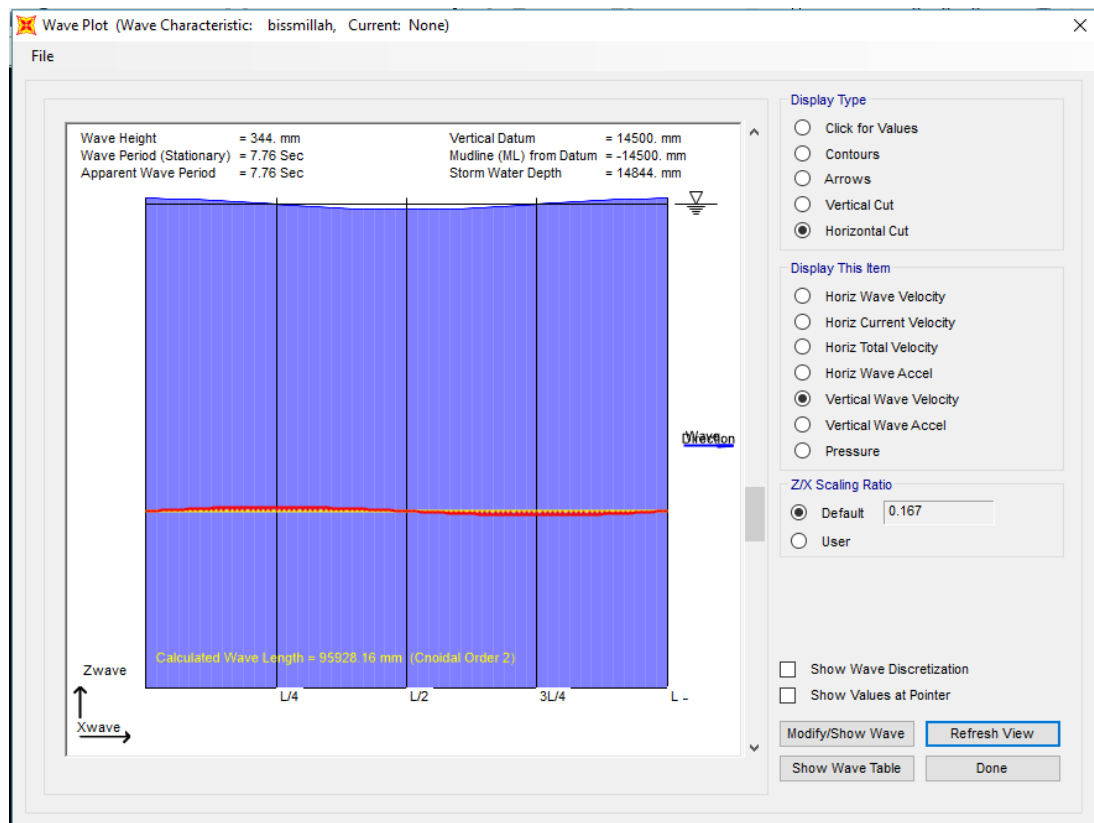 Wave Plot (Wave Characteristic: bissmillah, Current: None)
File
Wave Height = 344. mm
Wave Period (Stationary) = 7.76 Sec
Apparent Wave Period = 7.76 Sec
Vertical Datum = 14500. mm
Mudline (ML) from Datum = -14500. mm
Storm Water Depth = 14844. mm
Wave
Direction
Calculated Wave Length = 95928.16 mm (Cnoidal Order 2)
Zwave
Xwave
L/4 L/2 3L/4 L
Display Type
Click for Values
Contours
Arrows
Vertical Cut
Horizontal Cut
Display This Item
Horiz Wave Velocity
Horiz Current Velocity
Horiz Total Velocity
Horiz Wave Accel
Vertical Wave Velocity
Vertical Wave Accel
Pressure
Z/X Scaling Ratio
Default 0.167
User
Show Wave Discretization
Show Values at Pointer
Modify/Show Wave Refresh View
Show Wave Table Done